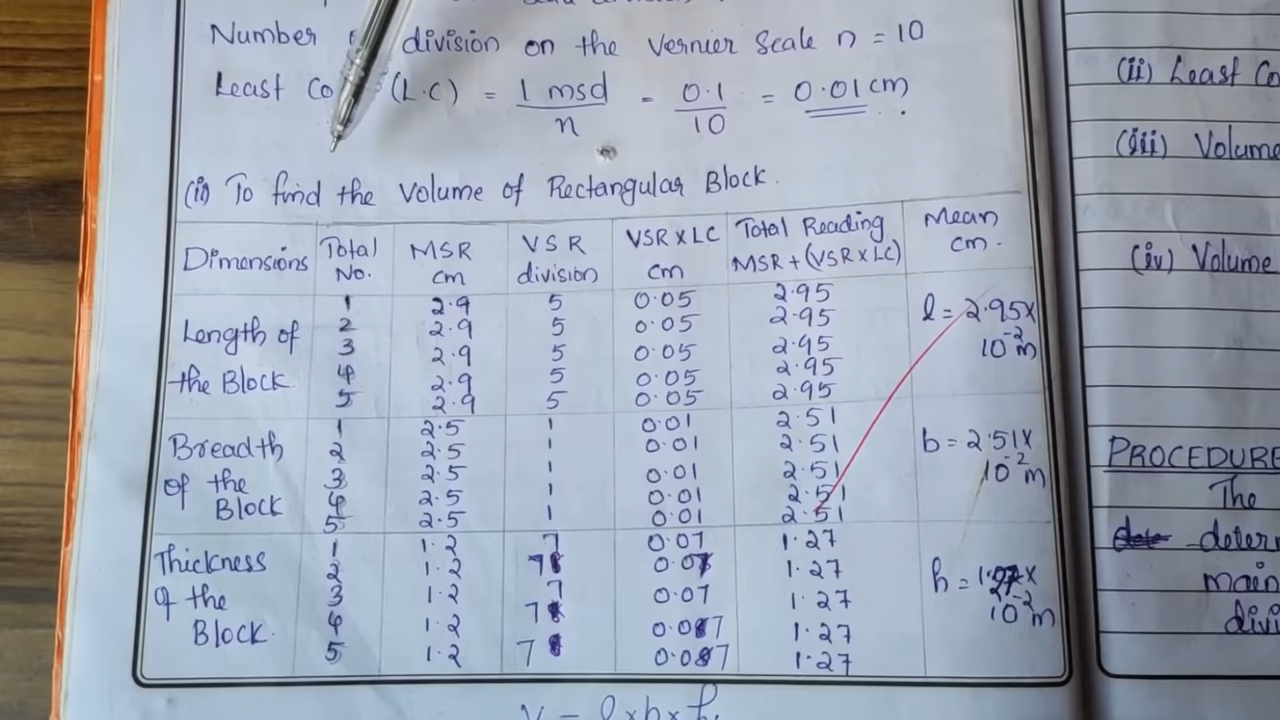 Number division on the Vernier Scale n = 10
Least Co (L.C) = 1 msd / n = 0.1 / 10 = 0.01 cm
(ii) Least Co
(iii) Volume
(i) To find the Volume of Rectangular Block.
(iv) Volume
Dimensions Total No. MSR cm VSR division VSR x LC cm Total Reading MSR + (VSR x LC) Mean cm.
Length of the Block
1 2.9 5 0.05 2.95
2 2.9 5 0.05 2.95
3 2.9 5 0.05 2.95
4 2.9 5 0.05 2.95
5 2.9 5 0.05 2.95
l = 2.95x
10⁻² m
Breadth of the Block
1 2.5 1 0.01 2.51
2 2.5 1 0.01 2.51
3 2.5 1 0.01 2.51
4 2.5 1 0.01 2.51
5 2.5 1 0.01 2.51
b = 2.51x
10⁻² m
Thickness of the Block.
1 1.2 7 0.07 1.27
2 1.2 7 0.07 1.27
3 1.2 7 0.07 1.27
4 1.2 7 0.07 1.27
5 1.2 7 0.07 1.27
h = 1.27x
10⁻² m
V = l x b x h
PROCEDURE
The
deter
main
divi